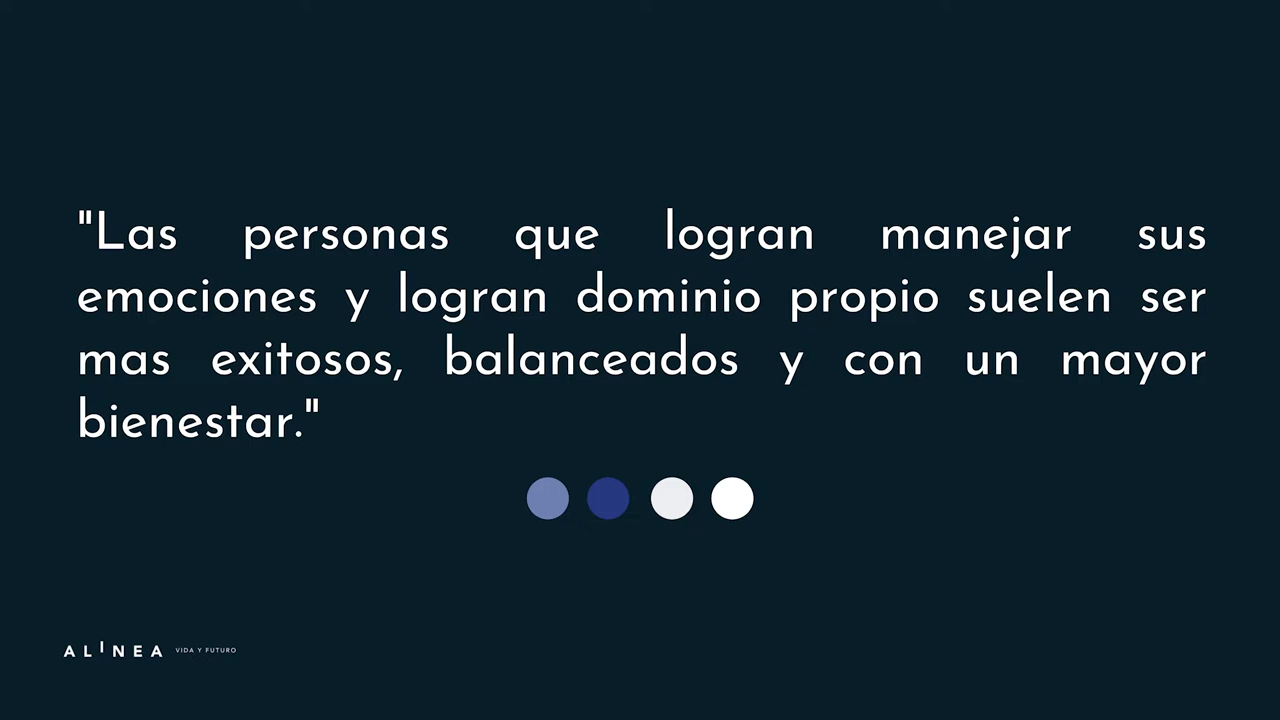 "Las personas que logran manejar sus
emociones y logran dominio propio suelen ser
mas exitosos, balanceados y con un mayor
bienestar."
ALINEA VIDA Y FUTURO